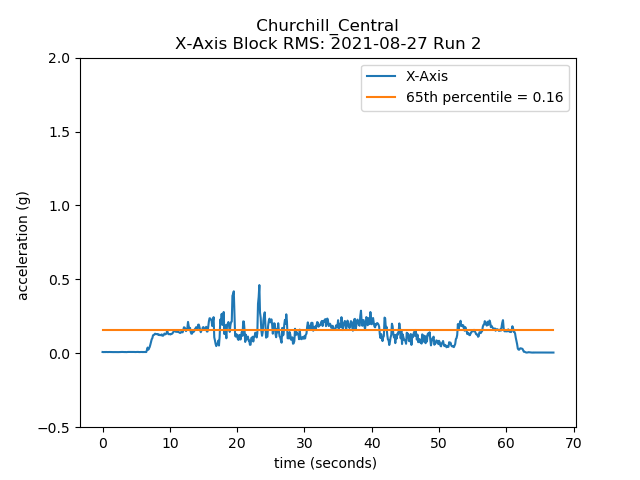 Churchill_Central
X-Axis Block RMS: 2021-08-27 Run 2
X-Axis
65th percentile = 0.16
2.0
1.5
1.0
0.5
0.0
−0.5
acceleration (g)
0 10 20 30 40 50 60 70
time (seconds)